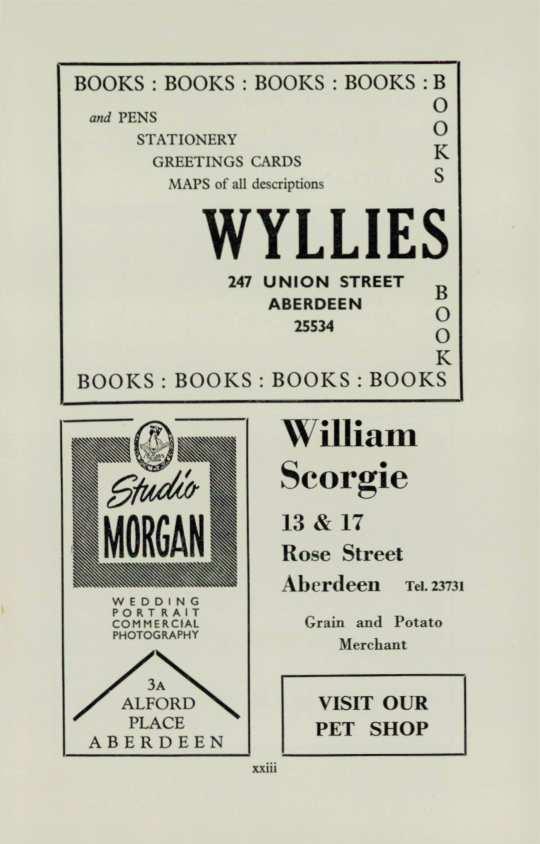 BOOKS : BOOKS : BOOKS : BOOKS : BOOKS
and PENS
STATIONERY
GREETINGS CARDS
MAPS of all descriptions
WYLLIES
247 UNION STREET
ABERDEEN
25534
BOOK
BOOKS : BOOKS : BOOKS : BOOKS
Studio
MORGAN
WEDDING
PORTRAIT
COMMERCIAL
PHOTOGRAPHY
3A
ALFORD
PLACE
ABERDEEN
William
Scorgie
13 & 17
Rose Street
Aberdeen Tel. 23731
Grain and Potato
Merchant
VISIT OUR
PET SHOP
xxiii